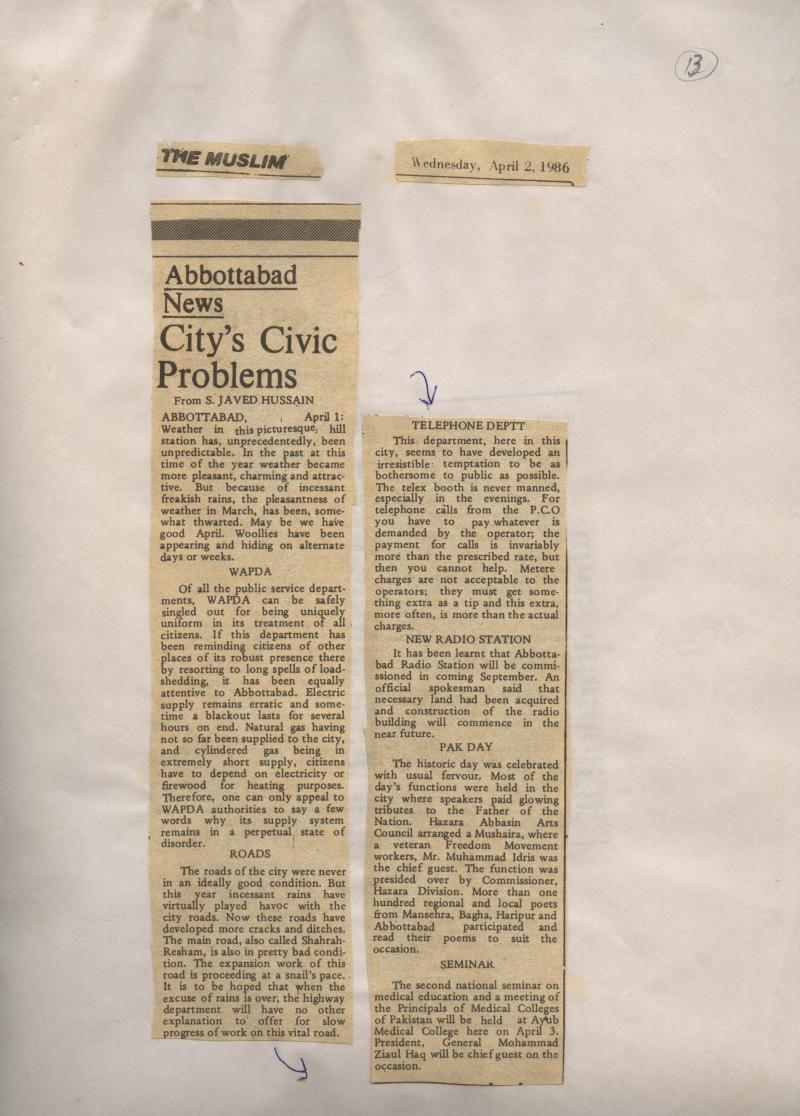 13
THE MUSLIM
Wednesday, April 2, 1986
Abbottabad
News
City's Civic
Problems
From S. JAVED HUSSAIN
ABBOTTABAD, April 1:
Weather in this picturesque hill
station has, unprecedentedly, been
unpredictable. In the past at this
time of the year weather became
more pleasant, charming and attrac-
tive. But because of incessant
freakish rains, the pleasantness of
weather in March, has been, some-
what thwarted. May be we have
good April. Woollies have been
appearing and hiding on alternate
days or weeks.
WAPDA
Of all the public service depart-
ments, WAPDA can be safely
singled out for being uniquely
uniform in its treatment of all
citizens. If this department has
been reminding citizens of other
places of its robust presence there
by resorting to long spells of load-
shedding, it has been equally
attentive to Abbottabad. Electric
supply remains erratic and some-
time a blackout lasts for several
hours on end. Natural gas having
not so far been supplied to the city,
and cylindered gas being in
extremely short supply, citizens
have to depend on electricity or
firewood for heating purposes.
Therefore, one can only appeal to
WAPDA authorities to say a few
words why its supply system
remains in a perpetual state of
disorder.
ROADS
The roads of the city were never
in an ideally good condition. But
this year incessant rains have
virtually played havoc with the
city roads. Now these roads have
developed more cracks and ditches.
The main road, also called Shahrah-
Resham, is also in pretty bad condi-
tion. The expansion work of this
road is proceeding at a snail's pace.
It is to be hoped that when the
excuse of rains is over, the highway
department will have no other
explanation to offer for slow
progress of work on this vital road.
TELEPHONE DEPTT
This department, here in this
city, seems to have developed an
irresistible temptation to be as
bothersome to public as possible.
The telex booth is never manned,
especially in the evenings. For
telephone calls from the P.C.O
you have to pay whatever is
demanded by the operator; the
payment for calls is invariably
more than the prescribed rate, but
then you cannot help. Metere
charges are not acceptable to the
operators; they must get some-
thing extra as a tip and this extra,
more often, is more than the actual
charges.
NEW RADIO STATION
It has been learnt that Abbotta-
bad Radio Station will be commi-
ssioned in coming September. An
official spokesman said that
necessary land had been acquired
and construction of the radio
building will commence in the
near future.
PAK DAY
The historic day was celebrated
with usual fervour. Most of the
day's functions were held in the
city where speakers paid glowing
tributes to the Father of the
Nation. Hazara Abbasin Arts
Council arranged a Mushaira, where
a veteran Freedom Movement
workers, Mr. Muhammad Idris was
the chief guest. The function was
presided over by Commissioner,
Hazara Division. More than one
hundred regional and local poets
from Mansehra, Bagha, Haripur and
Abbottabad participated and
read their poems to suit the
occasion.
SEMINAR
The second national seminar on
medical education and a meeting of
the Principals of Medical Colleges
of Pakistan will be held at Ayub
Medical College here on April 3.
President, General Mohammad
Ziaul Haq will be chief guest on the
occasion.